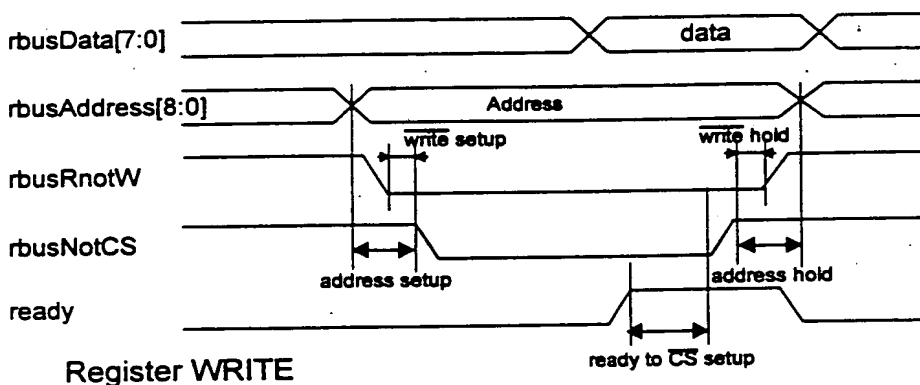 rbusData[7:0]
data
rbusAddress[8:0]
Address
write setup
write hold
rbusRnotW
rbusNotCS
address setup
address hold
ready
ready to CS setup
Register WRITE